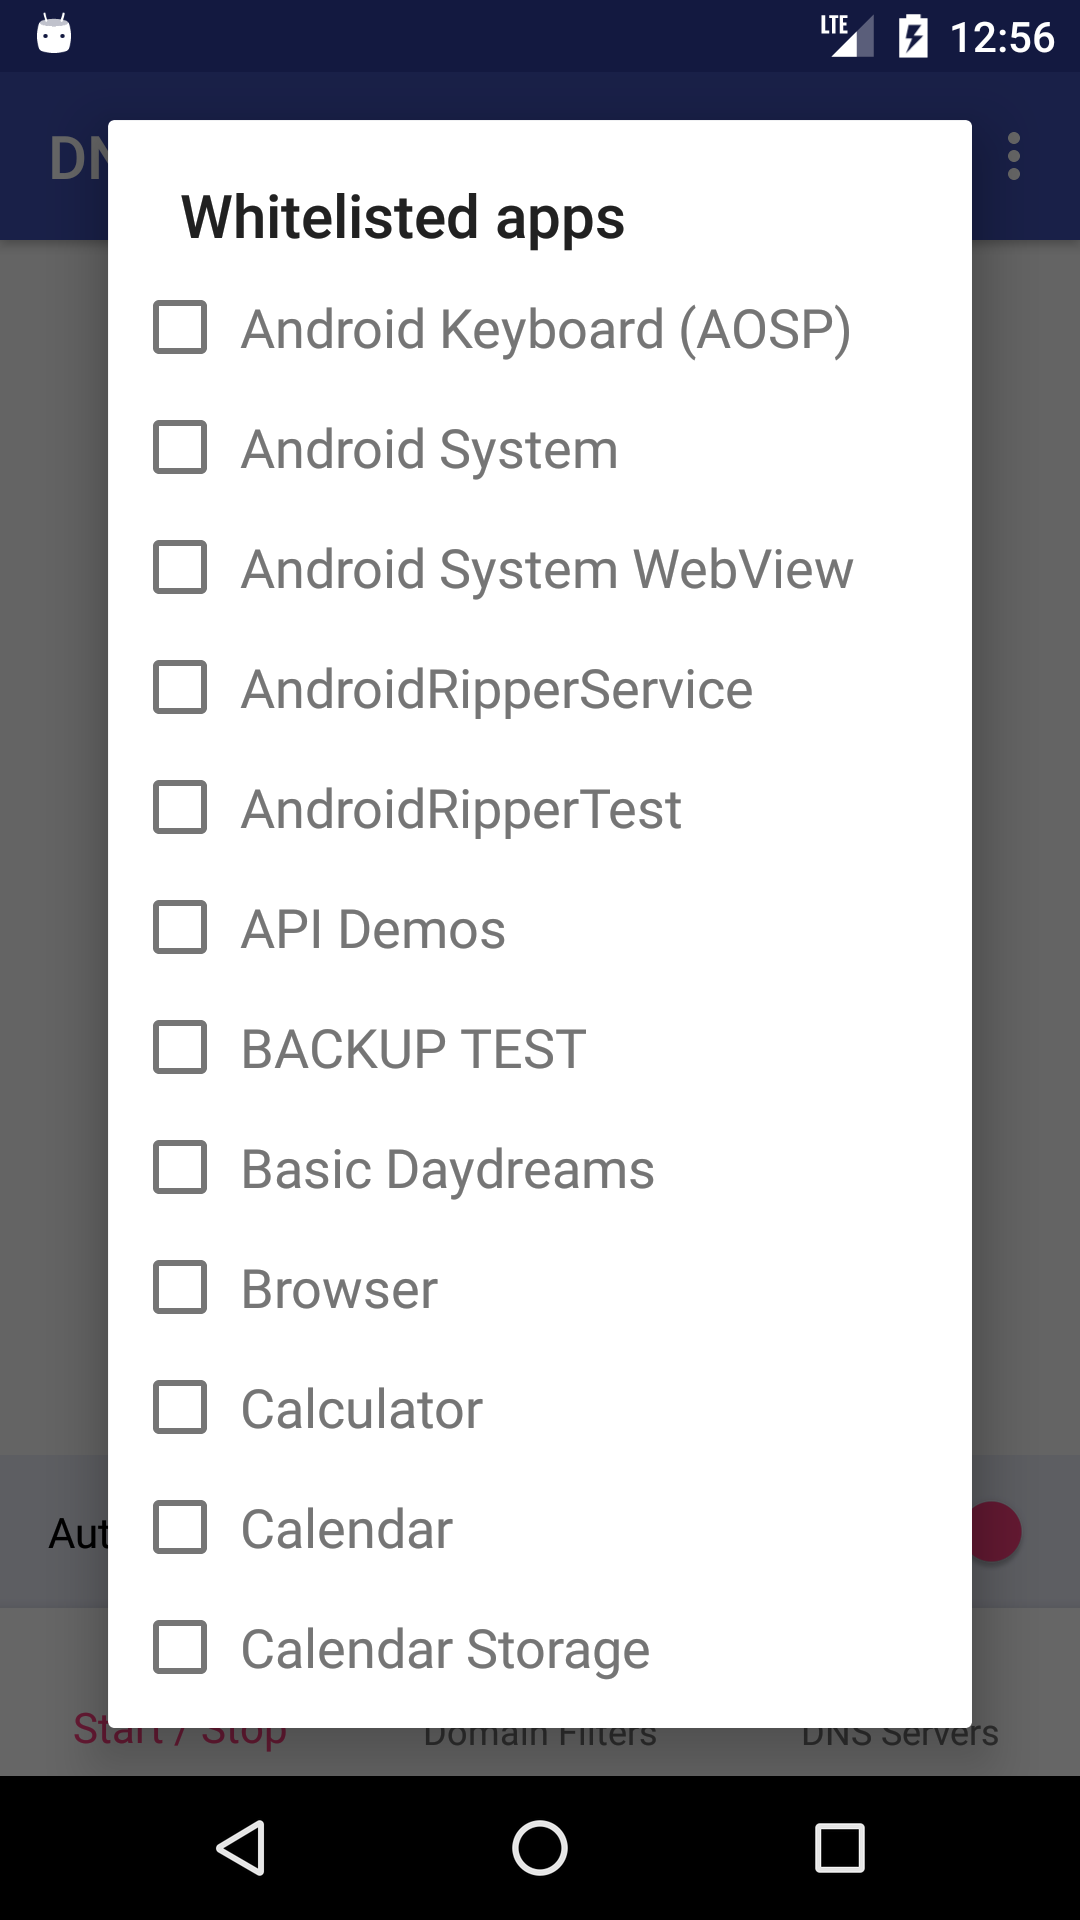 LTE 12:56
DN
Whitelisted apps
Android Keyboard (AOSP)
Android System
Android System WebView
AndroidRipperService
AndroidRipperTest
API Demos
BACKUP TEST
Basic Daydreams
Browser
Calculator
Calendar
Aut
Calendar Storage
Start / Stop Domain Filters DNS Servers